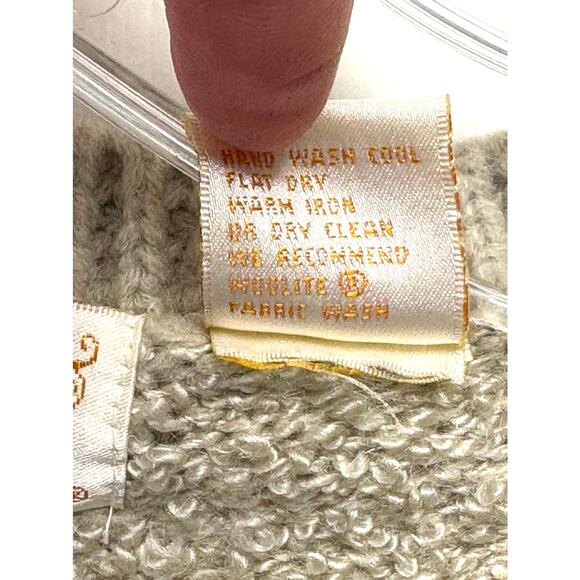 HAND WASH COOL
FLAT DRY
WARM IRON
OR DRY CLEAN
WE RECOMMEND
WOOLITE ®
FABRIC WASH
®